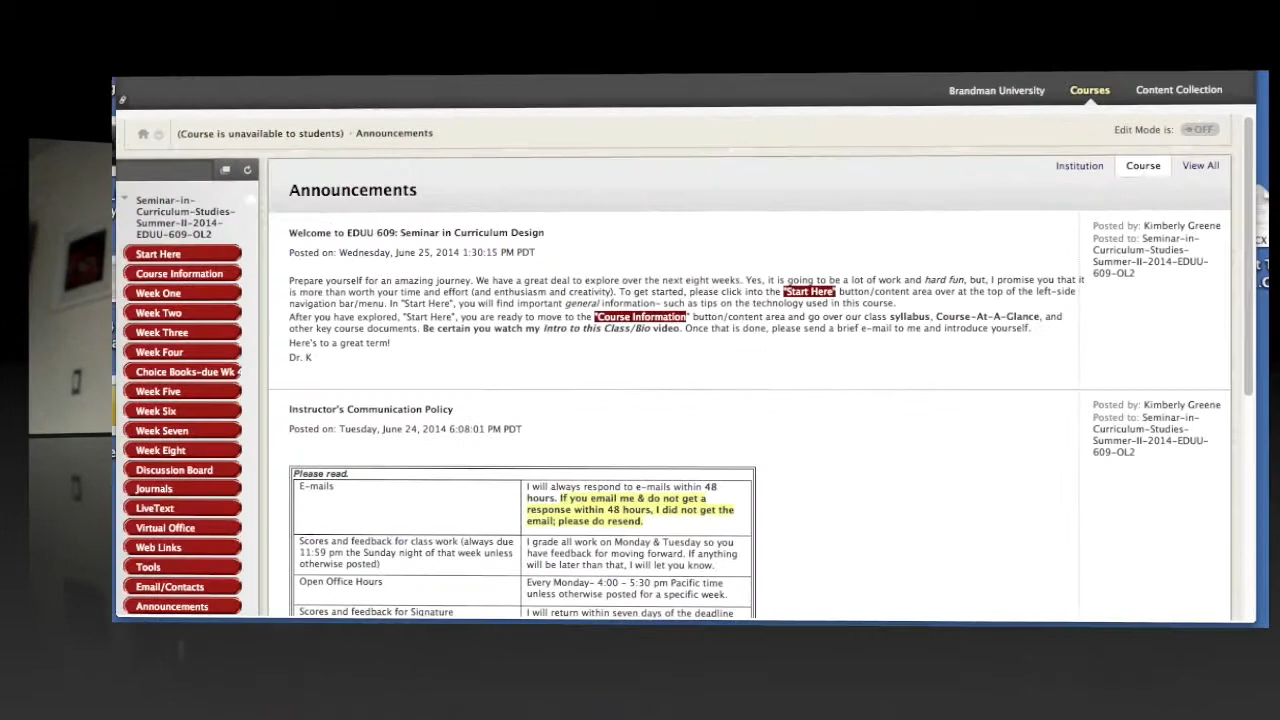 Brandman University
Courses
Content Collection
(Course is unavailable to students)
Announcements
Edit Mode is:
OFF
Institution
Course
View All
Seminar-in-
Curriculum-Studies-
Summer-II-2014-
EDUU-609-OL2
Start Here
Course Information
Week One
Week Two
Week Three
Week Four
Choice Books-due Wk 4
Week Five
Week Six
Week Seven
Week Eight
Discussion Board
Journals
LiveText
Virtual Office
Web Links
Tools
Email/Contacts
Announcements
Announcements
Welcome to EDUU 609: Seminar in Curriculum Design
Posted on: Wednesday, June 25, 2014 1:30:15 PM PDT
Prepare yourself for an amazing journey. We have a great deal to explore over the next eight weeks. Yes, it is going to be a lot of work and hard fun, but, I promise you that it
is more than worth your time and effort (and enthusiasm and creativity). To get started, please click into the "Start Here" button/content area over at the top of the left-side
navigation bar/menu. In "Start Here", you will find important general information- such as tips on the technology used in this course.
After you have explored, "Start Here", you are ready to move to the "Course Information" button/content area and go over our class syllabus, Course-At-A-Glance, and
other key course documents. Be certain you watch my Intro to this Class/Bio video. Once that is done, please send a brief e-mail to me and introduce yourself.
Here's to a great term!
Dr. K
Posted by: Kimberly Greene
Posted to: Seminar-in-
Curriculum-Studies-
Summer-II-2014-EDUU-
609-OL2
Instructor's Communication Policy
Posted on: Tuesday, June 24, 2014 6:08:01 PM PDT
Posted by: Kimberly Greene
Posted to: Seminar-in-
Curriculum-Studies-
Summer-II-2014-EDUU-
609-OL2
Please read.
E-mails
I will always respond to e-mails within 48
hours. If you email me & do not get a
response within 48 hours, I did not get the
email; please do resend.
Scores and feedback for class work (always due
11:59 pm the Sunday night of that week unless
otherwise posted)
I grade all work on Monday & Tuesday so you
have feedback for moving forward. If anything
will be later than that, I will let you know.
Open Office Hours
Every Monday- 4:00 - 5:30 pm Pacific time
unless otherwise posted for a specific week.
Scores and feedback for Signature
I will return within seven days of the deadline